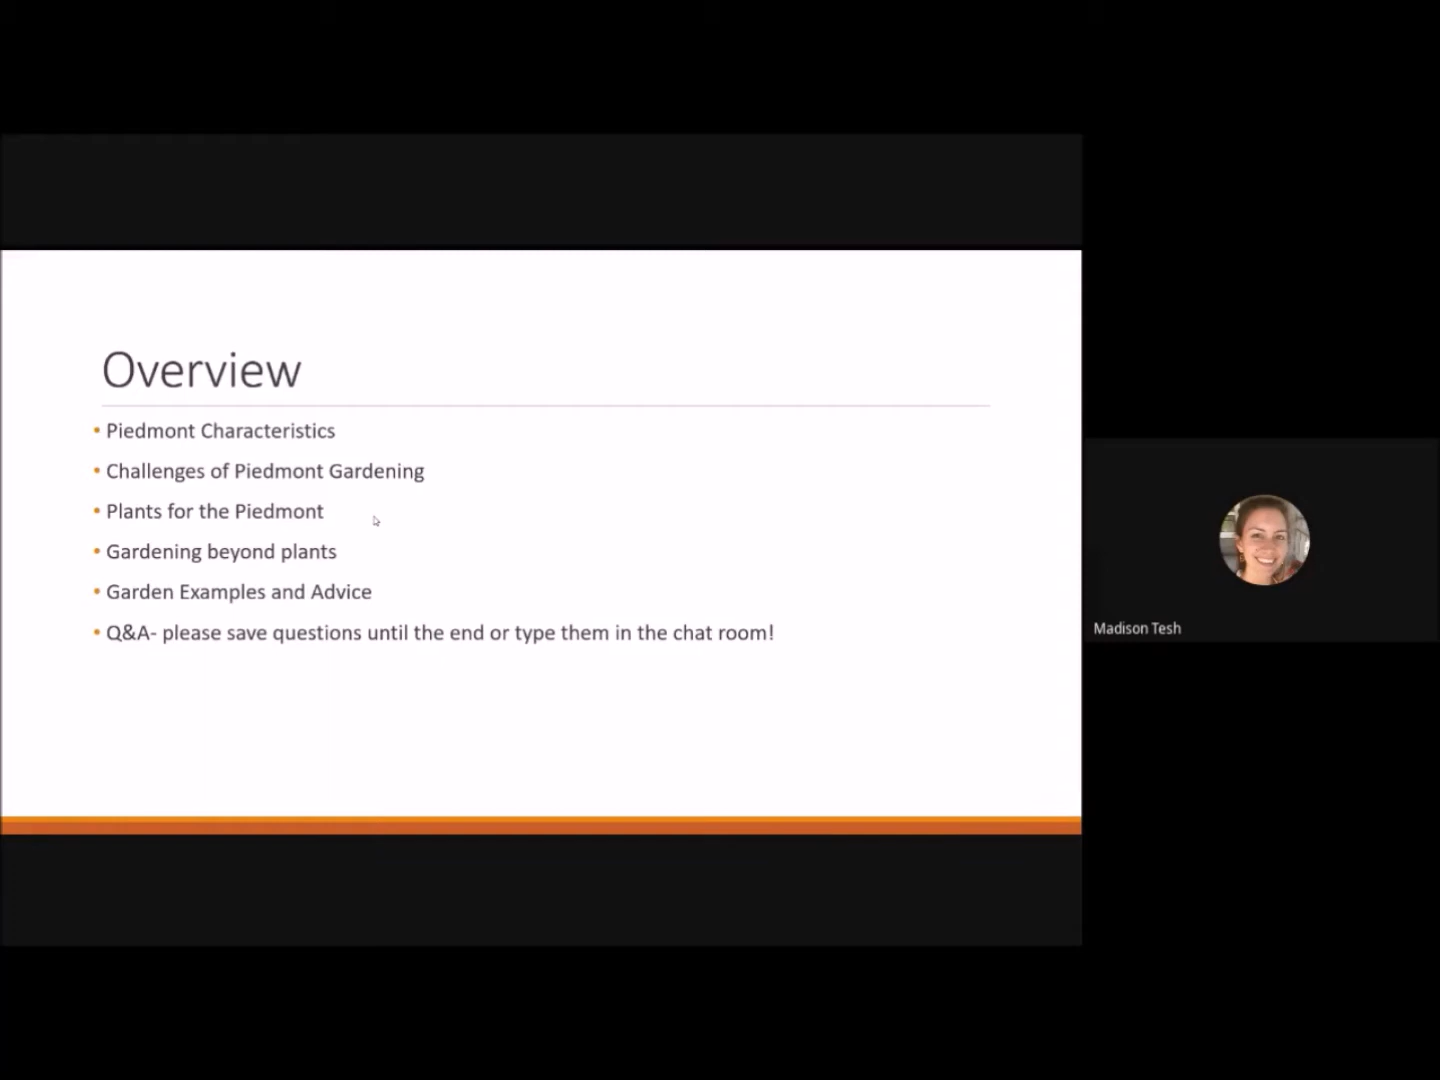 Overview
• Piedmont Characteristics
• Challenges of Piedmont Gardening
• Plants for the Piedmont
• Gardening beyond plants
• Garden Examples and Advice
• Q&A- please save questions until the end or type them in the chat room!
Madison Tesh